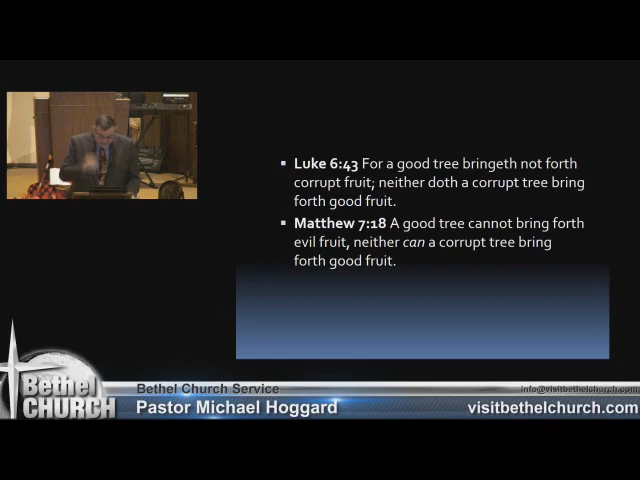 ▪ Luke 6:43 For a good tree bringeth not forth
corrupt fruit; neither doth a corrupt tree bring
forth good fruit.
▪ Matthew 7:18 A good tree cannot bring forth
evil fruit, neither can a corrupt tree bring
forth good fruit.
Bethel
CHURCH
Bethel Church Service
info@visitbethelchurch.com
Pastor Michael Hoggard
visitbethelchurch.com